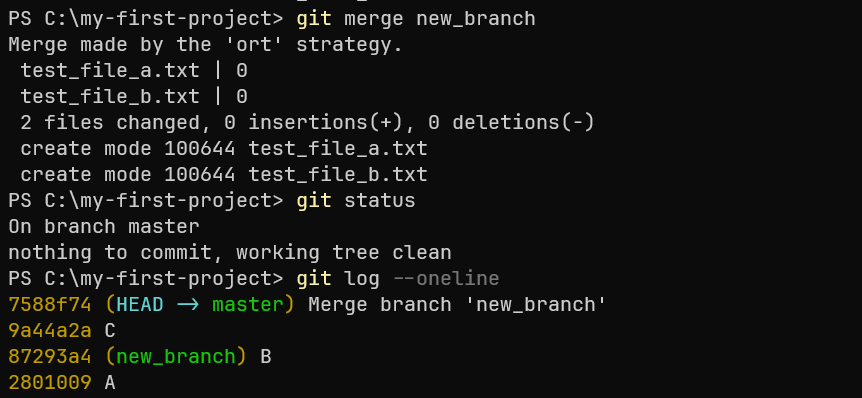 PS C:\my-first-project> git merge new_branch
Merge made by the 'ort' strategy.
 test_file_a.txt | 0
 test_file_b.txt | 0
 2 files changed, 0 insertions(+), 0 deletions(-)
 create mode 100644 test_file_a.txt
 create mode 100644 test_file_b.txt
PS C:\my-first-project> git status
On branch master
nothing to commit, working tree clean
PS C:\my-first-project> git log --oneline
7588f74 (HEAD -> master) Merge branch 'new_branch'
9a44a2a C
87293a4 (new_branch) B
2801009 A